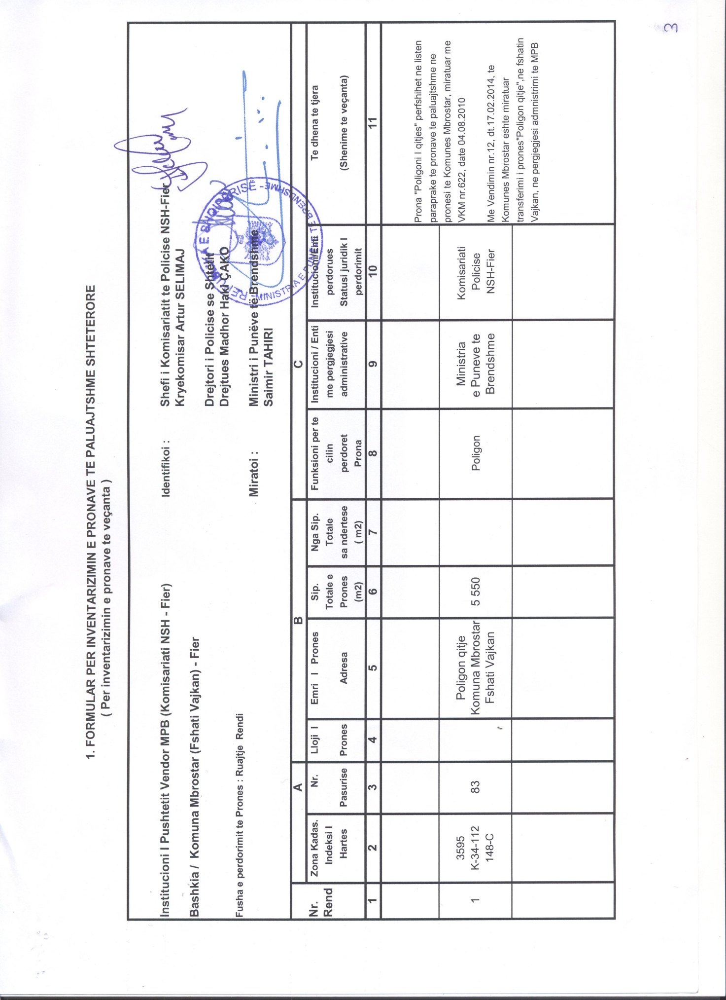 1. FORMULAR PER INVENTARIZIMIN E PRONAVE TE PALUAJTSHME SHTETERORE
( Per inventarizimin e pronave te veçanta )
Institucioni I Pushtetit Vendor MPB (Komisariati NSH - Fier)
Bashkia / Komuna Mbrostar (Fshati Vajkan) - Fier
Fusha e perdorimit te Prones : Ruajtje Rendi
Identifikoi :
Shefi i Komisariatit te Policise NSH-Fier
Kryekomisar Artur SELIMAJ
Drejtori i Policise se Shtetit
Drejtues Madhor Haki ÇAKO
Miratoi :
Ministri i Punëve të Brendshme
Saimir TAHIRI
REPUBLIKA E SHQIPËRISË
MINISTRIA E PUNËVE TË BRENDSHME
A
B
C
Nr.
Rend
Zona Kadas.
Indeksi I
Hartes
Nr.
Pasurise
Lloji I
Prones
Emri I Prones
Adresa
Sip.
Totale e
Prones
(m2)
Nga Sip.
Totale
sa ndertese
( m2)
Funksioni per te
cilin
perdoret
Prona
Institucioni / Enti
me pergjegjesi
administrative
Institucioni/Enti
perdorues
Statusi juridik I
perdorimit
Te dhena te tjera
(Shenime te veçanta)
1 2 3 4 5 6 7 8 9 10 11
1
3595
K-34-112
148-C
83
Poligon qitje
Komuna Mbrostar
Fshati Vajkan
5 550
Poligon
Ministria
e Puneve te
Brendshme
Komisariati
Policise
NSH-Fier
Prona "Poligoni I qitjes" perfshihet ne listen
paraprake te pronave te paluajtshme ne
pronesi te Komunes Mbrostar, miratuar me
VKM nr.622, date 04.08.2010
Me Vendimin nr.12, dt.17.02.2014, te
Komunes Mbrostar eshte miratuar
transferimi i prones"Poligon qitje",ne fshatin
Vajkan, ne pergjegjesi admnistrimi te MPB
3